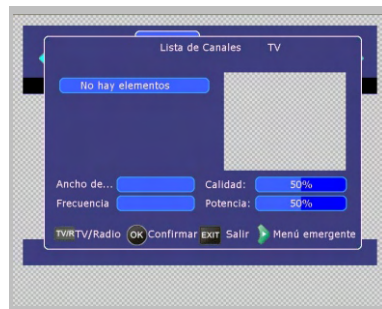 Lista de Canales TV
No hay elementos
Ancho de... Calidad: 50%
Frecuencia Potencia: 50%
TV/R TV/Radio OK Confirmar EXIT Salir Menú emergente